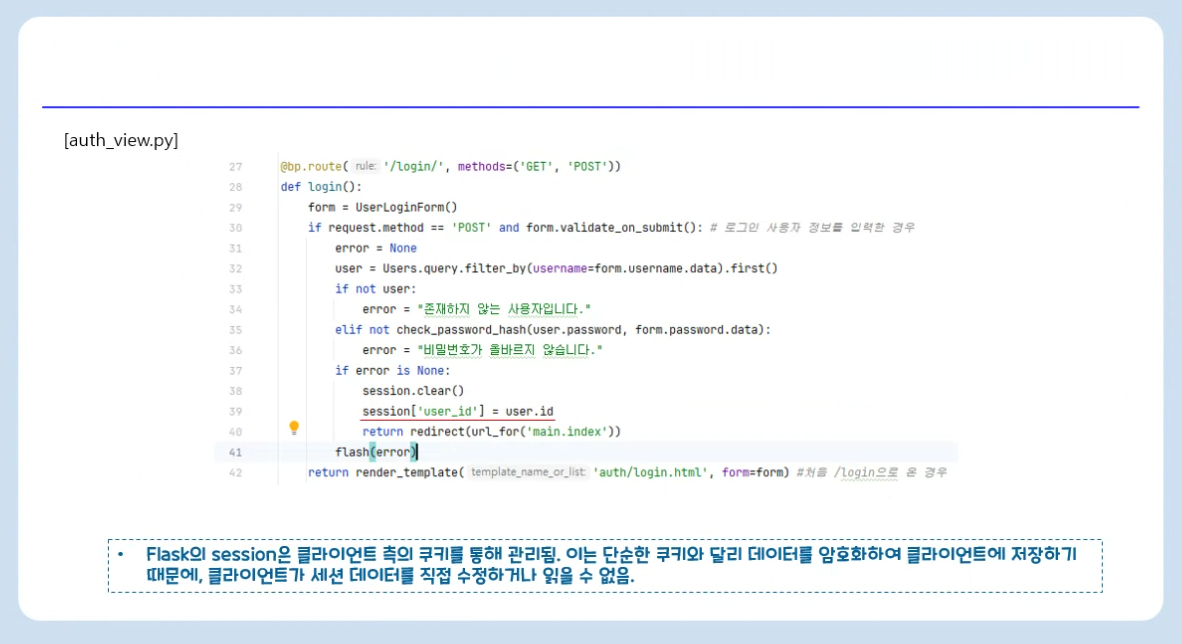 [auth_view.py]
27 @bp.route( rule: '/login/', methods=('GET', 'POST'))
28 def login():
29 form = UserLoginForm()
30 if request.method == 'POST' and form.validate_on_submit(): # 로그인 사용자 정보를 입력한 경우
31 error = None
32 user = Users.query.filter_by(username=form.username.data).first()
33 if not user:
34 error = "존재하지 않는 사용자입니다."
35 elif not check_password_hash(user.password, form.password.data):
36 error = "비밀번호가 올바르지 않습니다."
37 if error is None:
38 session.clear()
39 session['user_id'] = user.id
40 return redirect(url_for('main.index'))
41 flash(error)
42 return render_template( template_name_or_list: 'auth/login.html', form=form) #처음 /login으로 온 경우
• Flask의 session은 클라이언트 측의 쿠키를 통해 관리됨. 이는 단순한 쿠키와 달리 데이터를 암호화하여 클라이언트에 저장하기
때문에, 클라이언트가 세션 데이터를 직접 수정하거나 읽을 수 없음.